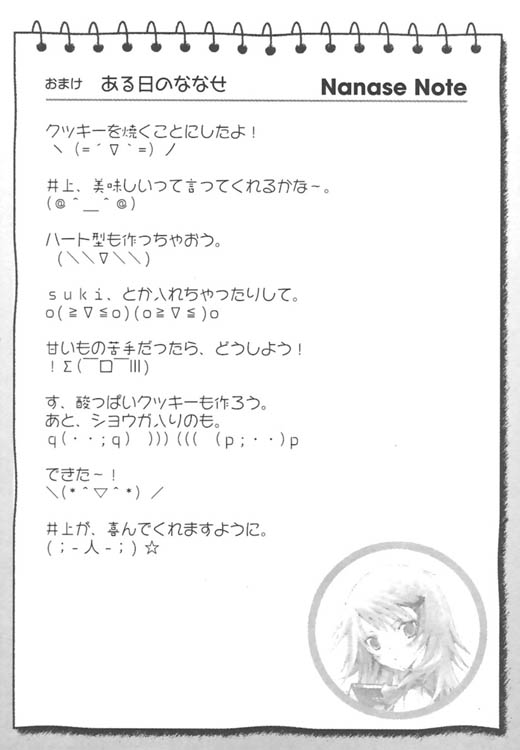 おまけ ある日のななせ Nanase Note
クッキーを焼くことにしたよ！
＼（=´∇｀=）ノ
井上、美味しいって言ってくれるかな～。
（＠＾＿＾＠）
ハート型も作っちゃおう。
（＼＼∇＼＼）
ｓｕｋｉ、とか入れちゃったりして。
o(≧∇≦o)(o≧∇≦)o
甘いもの苦手だったら、どうしよう！
！Σ(￣ロ￣lll)
す、酸っぱいクッキーも作ろう。
あと、ショウガ入りのも。
ｑ(・・;ｑ) )))((( (ｐ;・・)ｐ
できた～！
＼(*＾▽＾*)／
井上が、喜んでくれますように。
(；-人-；)☆